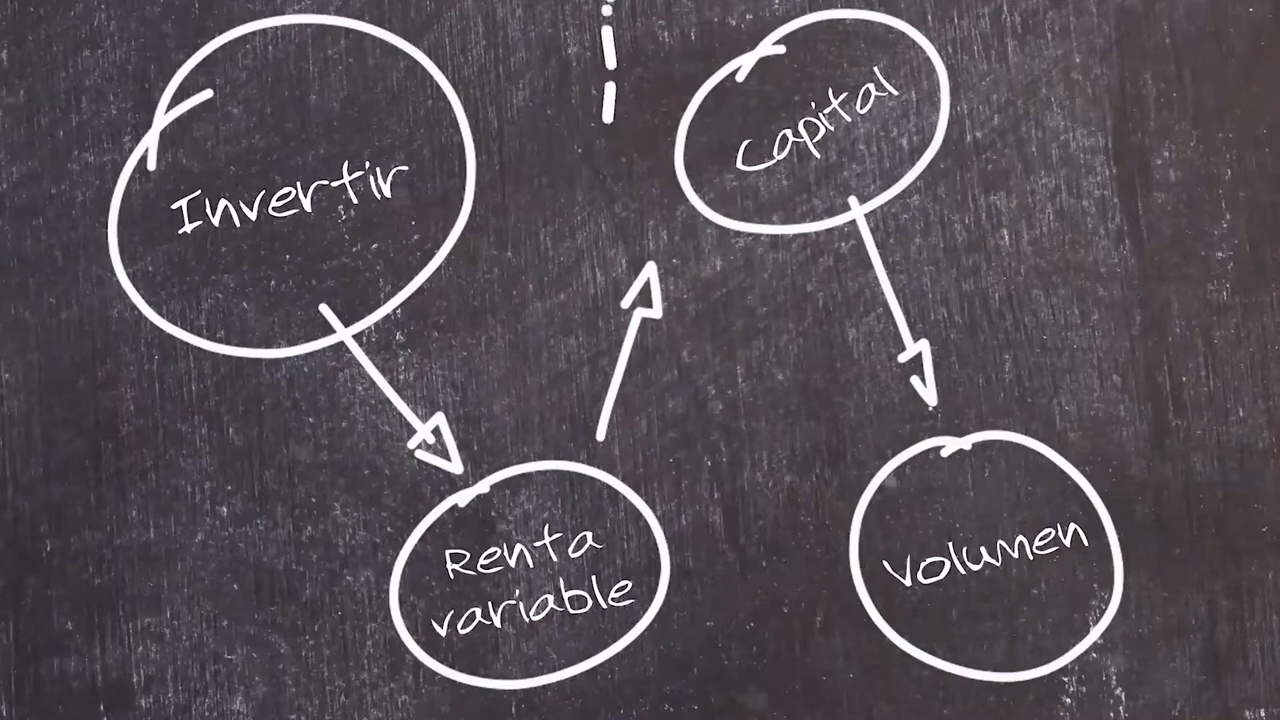 Invertir
Capital
Renta
variable
Volumen